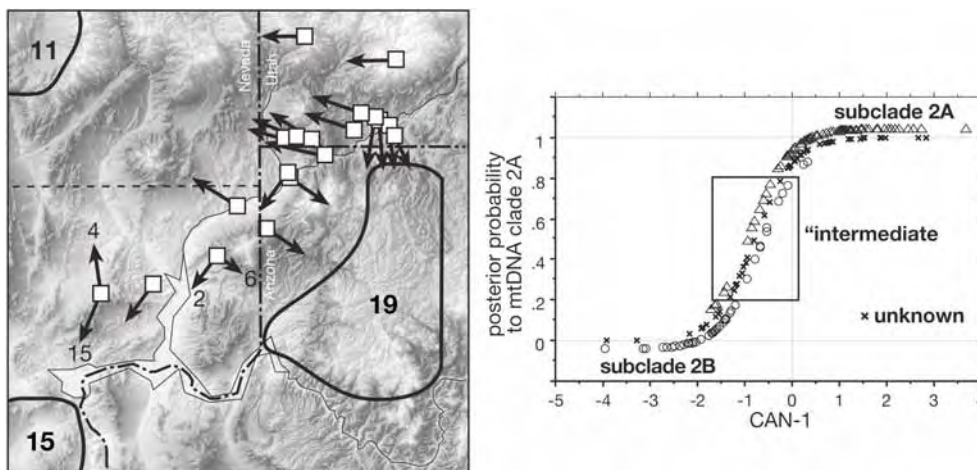 11
Nevada
Utah
4
6
Arizona
2
19
15
15
posterior probability
to mtDNA clade 2A
1
.8
.6
.4
.2
0
subclade 2A
"intermediate
× unknown
subclade 2B
-5 -4 -3 -2 -1 0 1 2 3 4
CAN-1